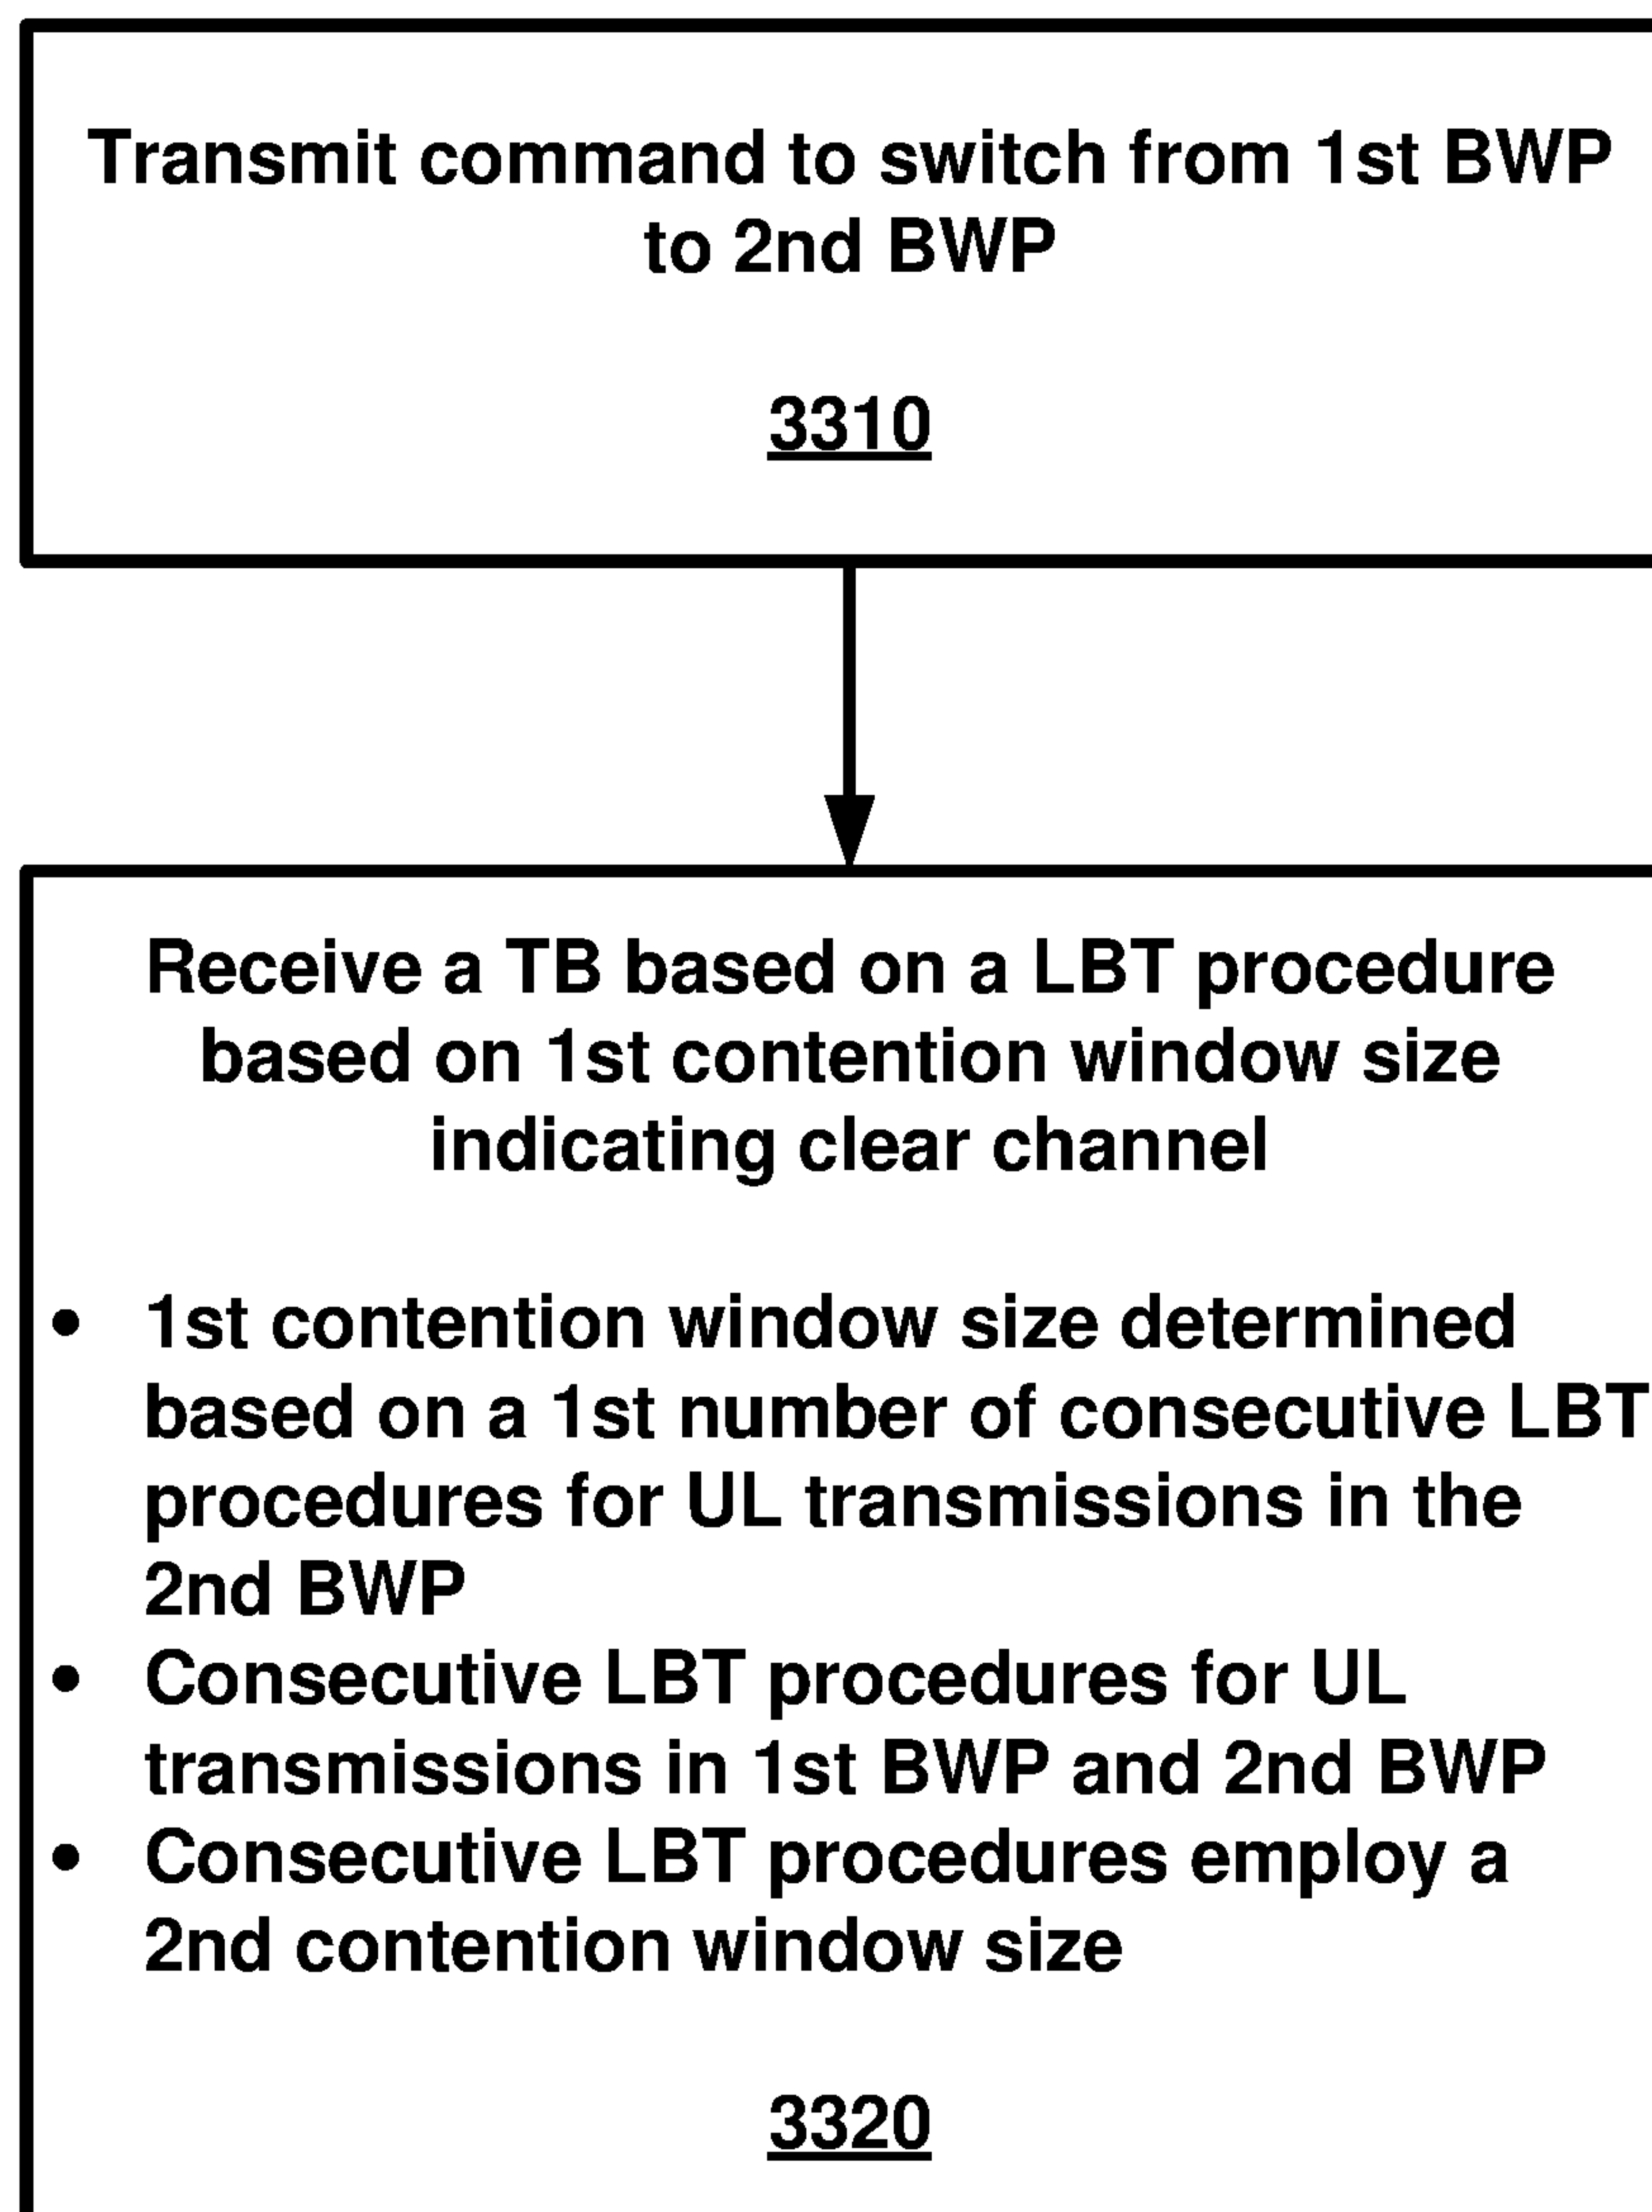 Transmit command to switch from 1st BWP
to 2nd BWP
3310
Receive a TB based on a LBT procedure
based on 1st contention window size
indicating clear channel
• 1st contention window size determined
based on a 1st number of consecutive LBT
procedures for UL transmissions in the
2nd BWP
• Consecutive LBT procedures for UL
transmissions in 1st BWP and 2nd BWP
• Consecutive LBT procedures employ a
2nd contention window size
3320